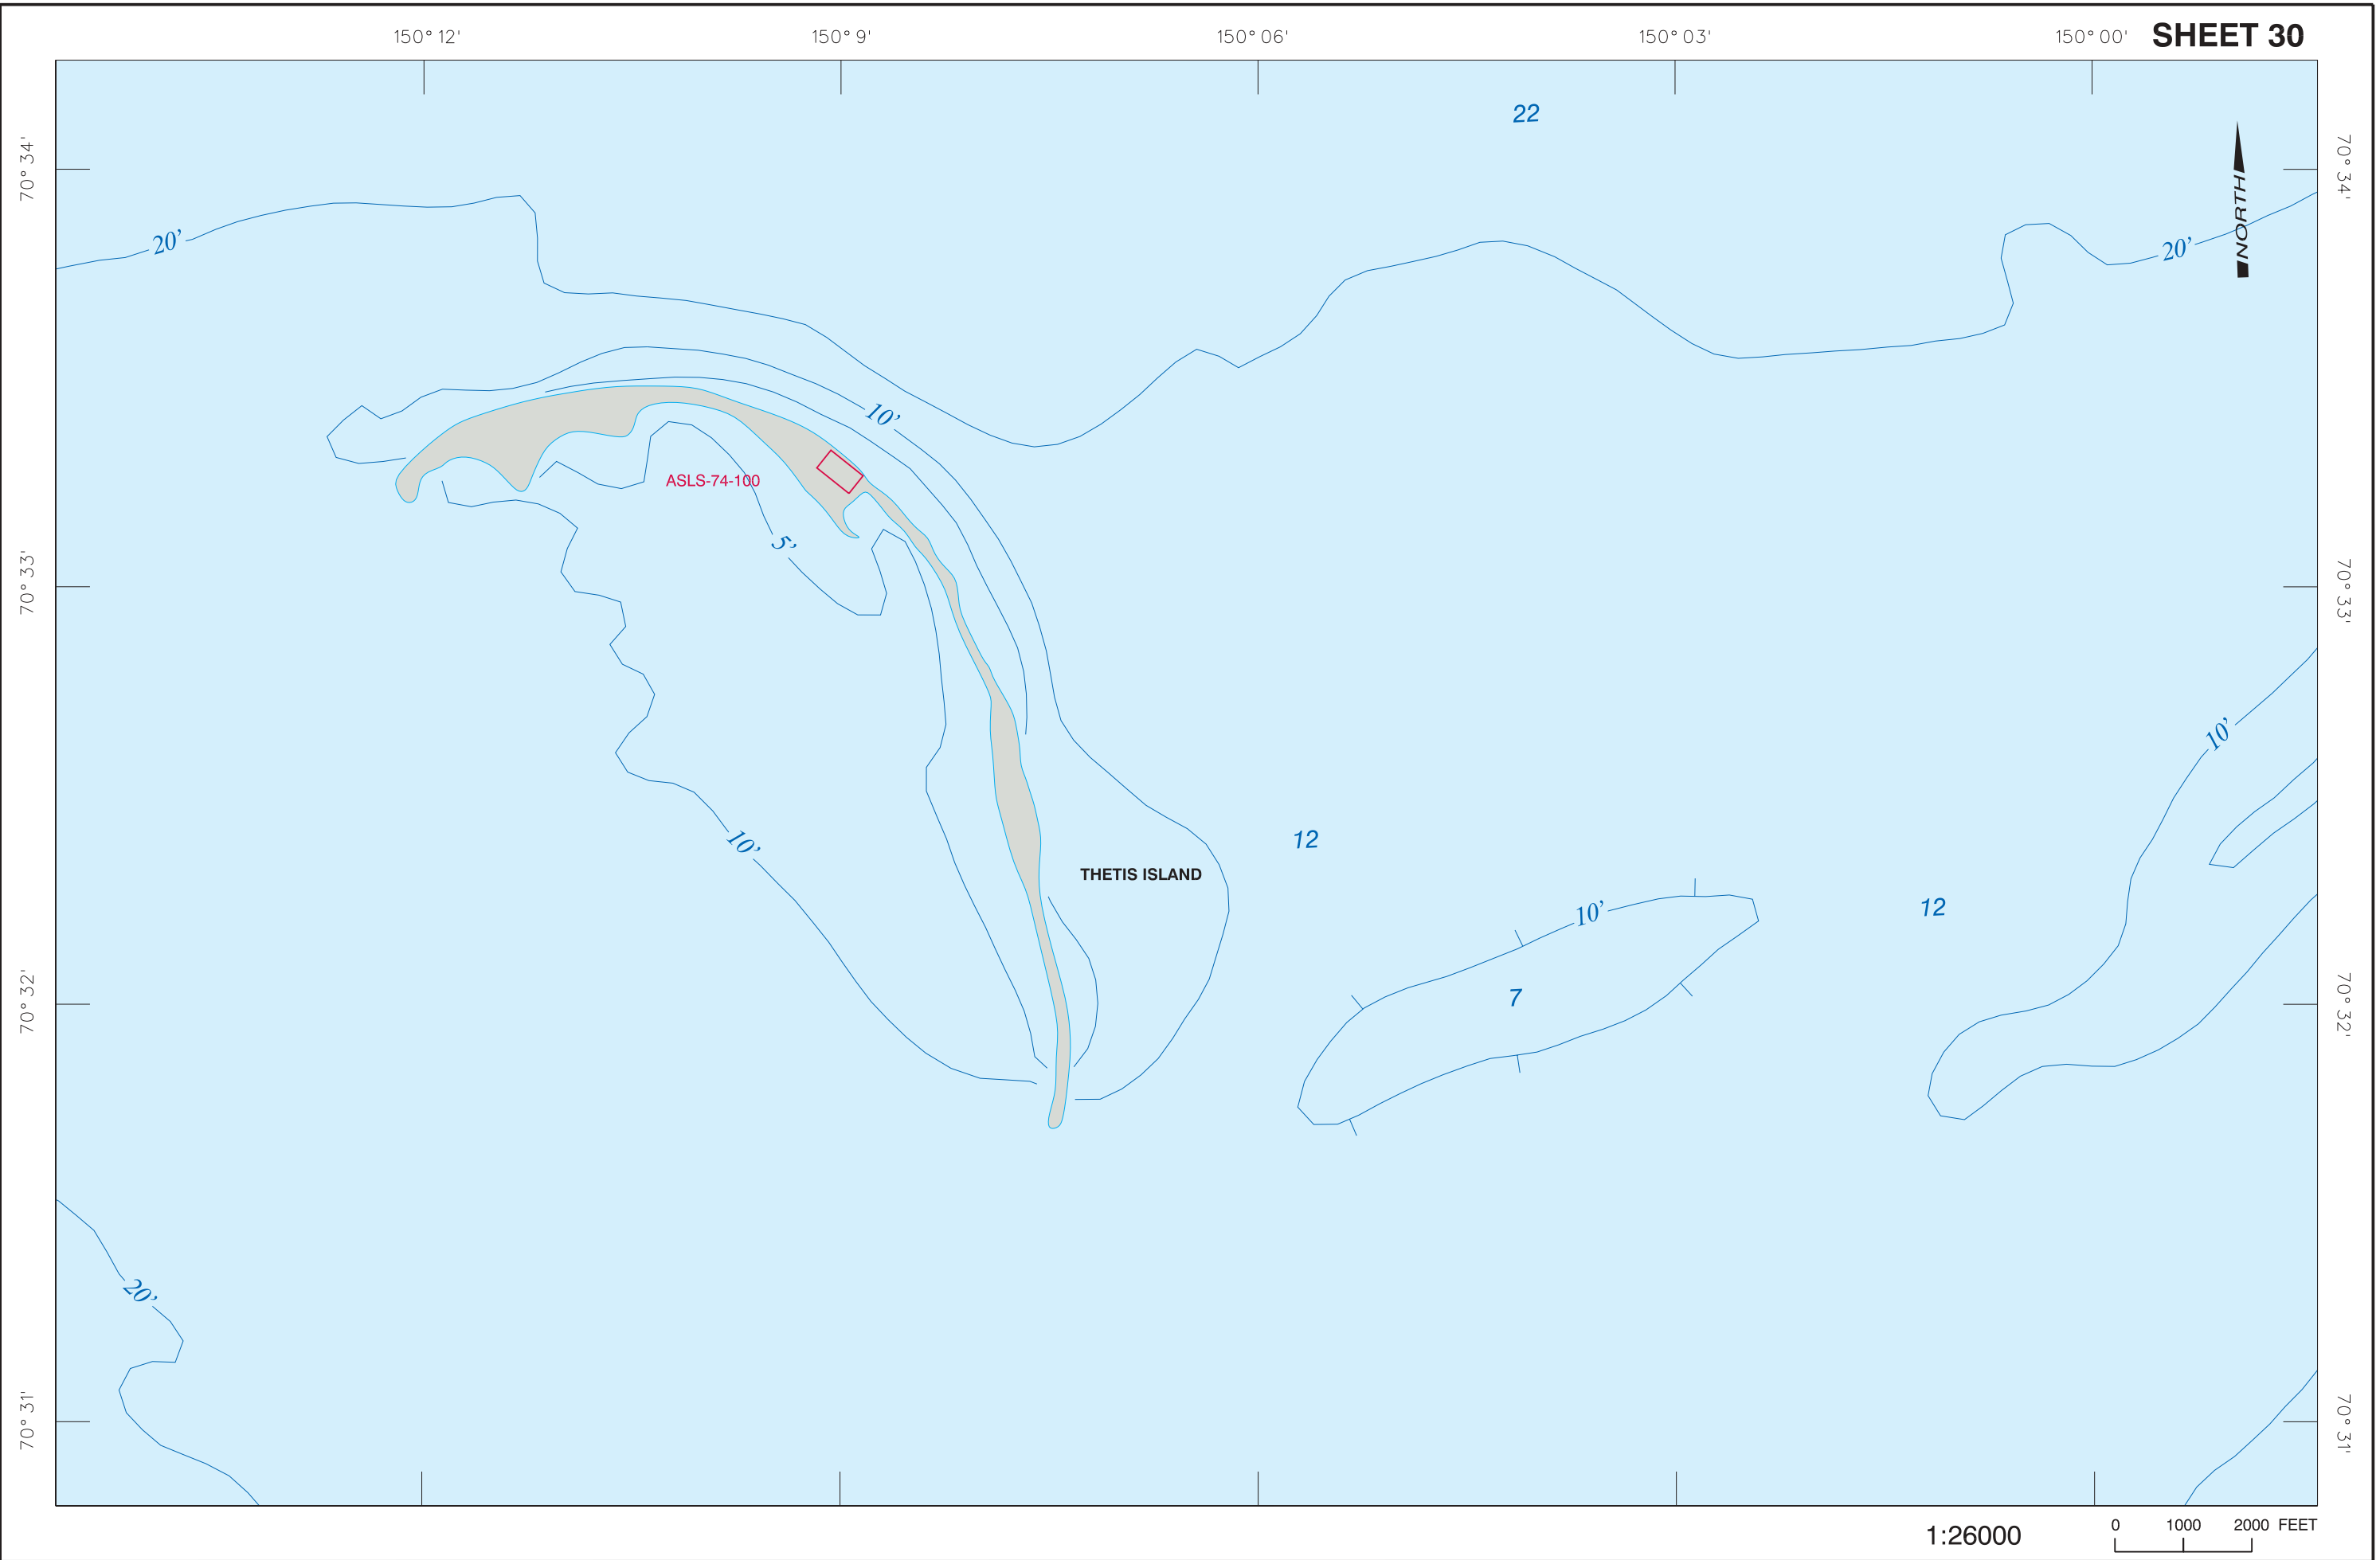 150° 12' 150° 9' 150° 06' 150° 03' 150° 00' SHEET 30
22
70° 34' 70° 34'
NORTH
20' 20'
10'
ASLS-74-100
5'
70° 33' 70° 33'
10'
10' 12
THETIS ISLAND
10' 12
7
70° 32' 70° 32'
20'
70° 31' 70° 31'
1:26000 0 1000 2000 FEET